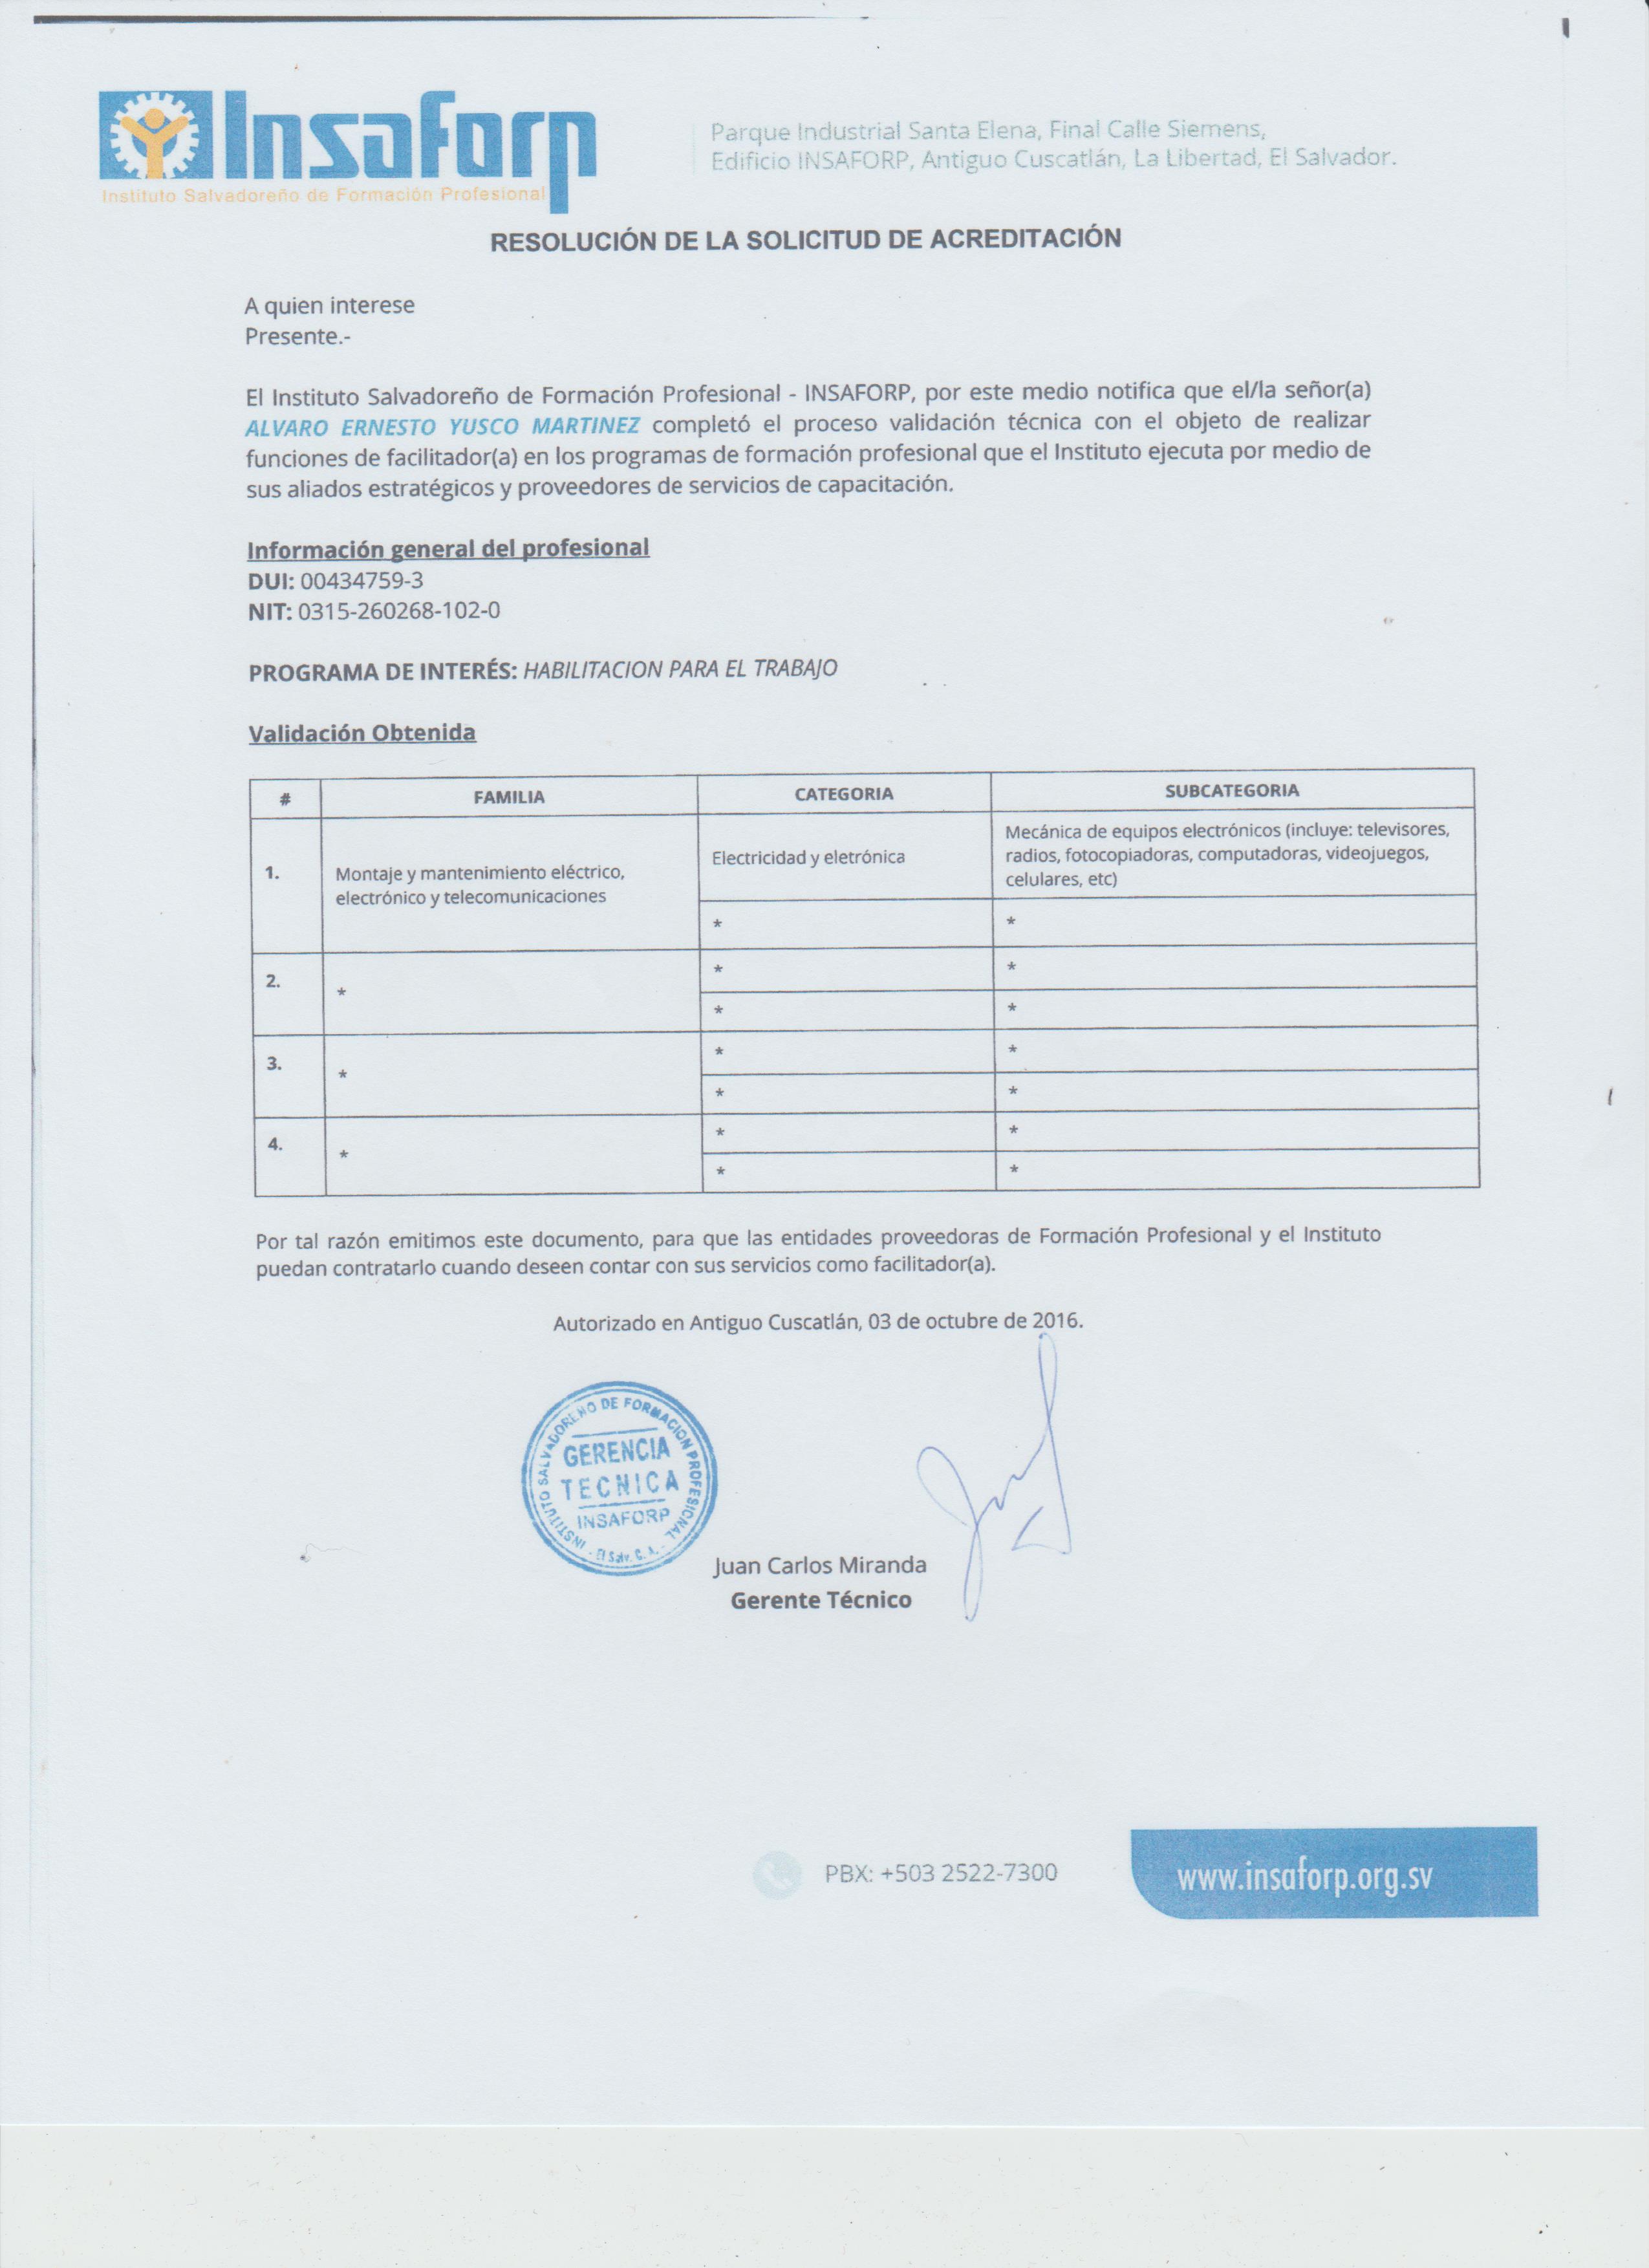 Insaforp
Instituto Salvadoreño de Formación Profesional
Parque Industrial Santa Elena, Final Calle Siemens,
Edificio INSAFORP, Antiguo Cuscatlán, La Libertad, El Salvador.
RESOLUCIÓN DE LA SOLICITUD DE ACREDITACIÓN
A quien interese
Presente.-
El Instituto Salvadoreño de Formación Profesional - INSAFORP, por este medio notifica que el/la señor(a)
ALVARO ERNESTO YUSCO MARTINEZ completó el proceso validación técnica con el objeto de realizar
funciones de facilitador(a) en los programas de formación profesional que el Instituto ejecuta por medio de
sus aliados estratégicos y proveedores de servicios de capacitación.
Información general del profesional
DUI: 00434759-3
NIT: 0315-260268-102-0
PROGRAMA DE INTERÉS: HABILITACION PARA EL TRABAJO
Validación Obtenida
# FAMILIA CATEGORIA SUBCATEGORIA
1.
Montaje y mantenimiento eléctrico,
electrónico y telecomunicaciones
Electricidad y eletrónica
Mecánica de equipos electrónicos (incluye: televisores,
radios, fotocopiadoras, computadoras, videojuegos,
celulares, etc)
* *
2. * * *
* *
3. * * *
* *
4. * * *
* *
Por tal razón emitimos este documento, para que las entidades proveedoras de Formación Profesional y el Instituto
puedan contratarlo cuando deseen contar con sus servicios como facilitador(a).
Autorizado en Antiguo Cuscatlán, 03 de octubre de 2016.
INSTITUTO SALVADOREÑO DE FORMACION PROFESIONAL
GERENCIA
TECNICA
INSAFORP
- El Salv. C. A. -
Juan Carlos Miranda
Gerente Técnico
PBX: +503 2522-7300
www.insaforp.org.sv